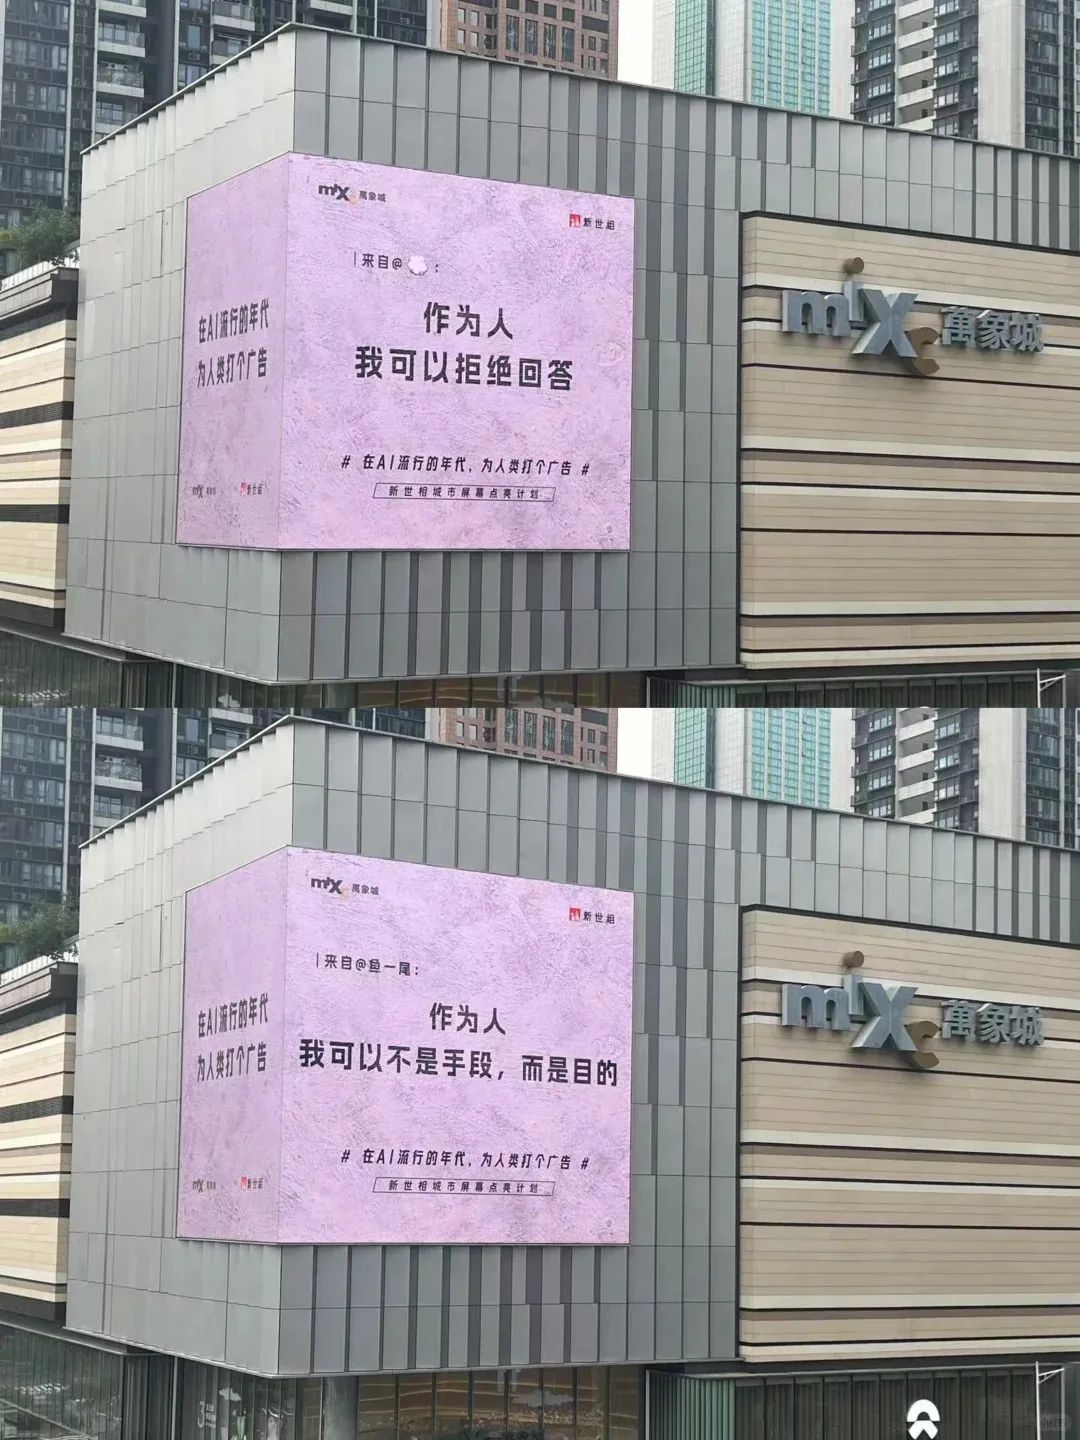 mixc 萬象城
新世相
来自@
:
作为人
我可以拒绝回答
# 在AI流行的年代，为人类打个广告 #
新世相城市屏幕点亮计划
在AI流行的年代
为人类打个广告
mixc 萬象城
mixc 萬象城
新世相
来自@鱼一尾：
作为人
我可以不是手段，而是目的
# 在AI流行的年代，为人类打个广告 #
新世相城市屏幕点亮计划
在AI流行的年代
为人类打个广告
mixc 萬象城
3